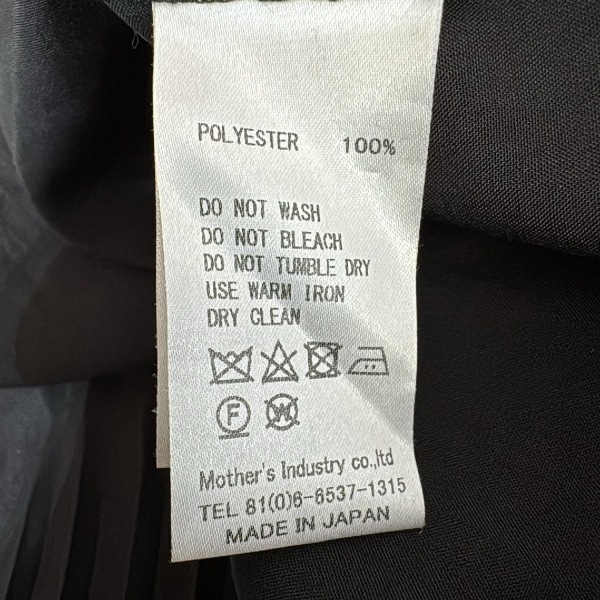 POLYESTER 100%
DO NOT WASH
DO NOT BLEACH
DO NOT TUMBLE DRY
USE WARM IRON
DRY CLEAN
F W
Mother's Industry co.,ltd
TEL 81(0)6-6537-1315
MADE IN JAPAN